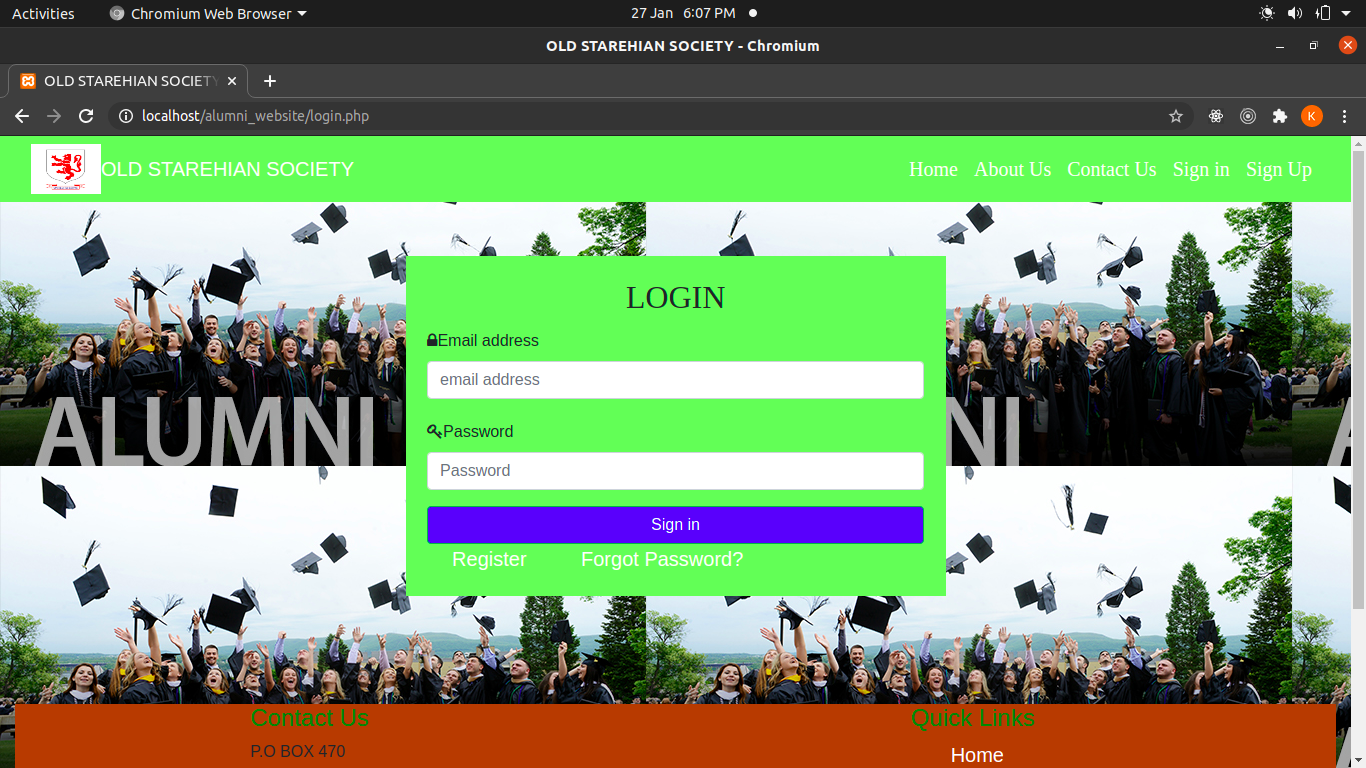 Activities Chromium Web Browser 27 Jan 6:07 PM
OLD STAREHIAN SOCIETY - Chromium
OLD STAREHIAN SOCIETY
localhost/alumni_website/login.php K
OLD STAREHIAN SOCIETY Home About Us Contact Us Sign in Sign Up
LOGIN
Email address
email address
ALUMNI NI A
Password
Password
Sign in
Register Forgot Password?
Contact Us Quick Links
P.O BOX 470 Home